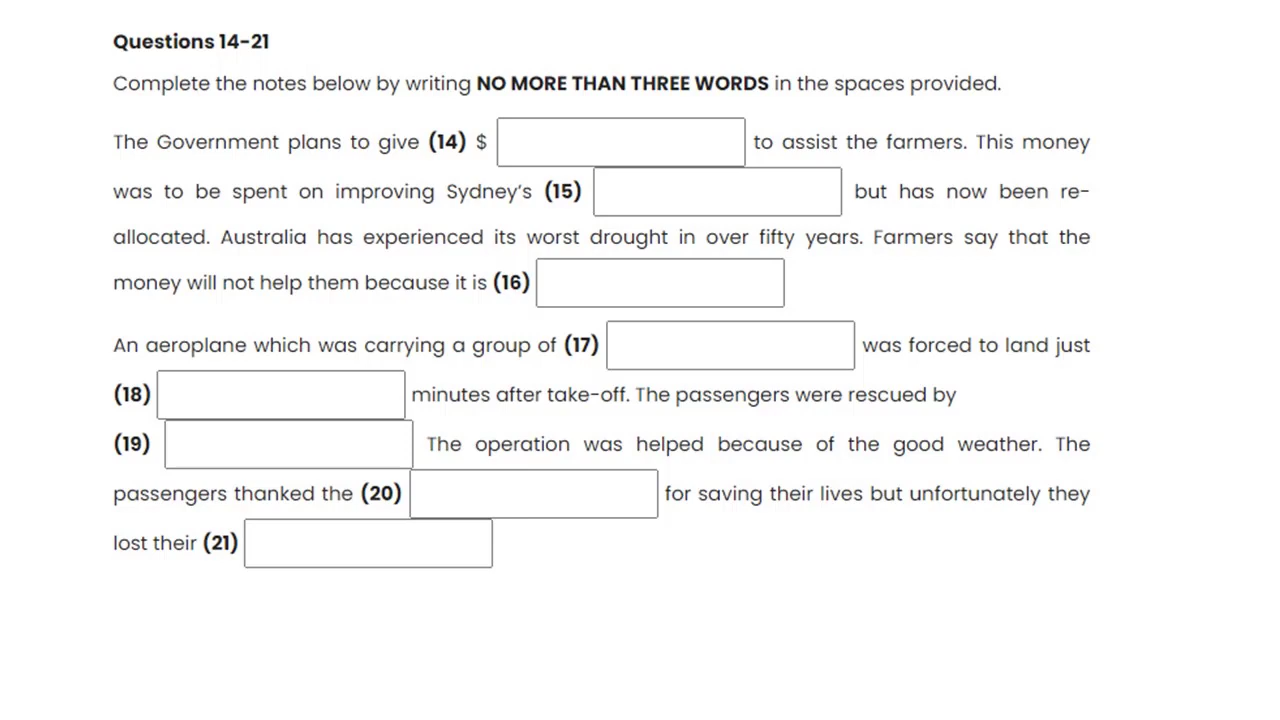 Questions 14-21
Complete the notes below by writing NO MORE THAN THREE WORDS in the spaces provided.
The Government plans to give (14) $ to assist the farmers. This money
was to be spent on improving Sydney's (15) but has now been re-
allocated. Australia has experienced its worst drought in over fifty years. Farmers say that the
money will not help them because it is (16)
An aeroplane which was carrying a group of (17) was forced to land just
(18) minutes after take-off. The passengers were rescued by
(19) The operation was helped because of the good weather. The
passengers thanked the (20) for saving their lives but unfortunately they
lost their (21)